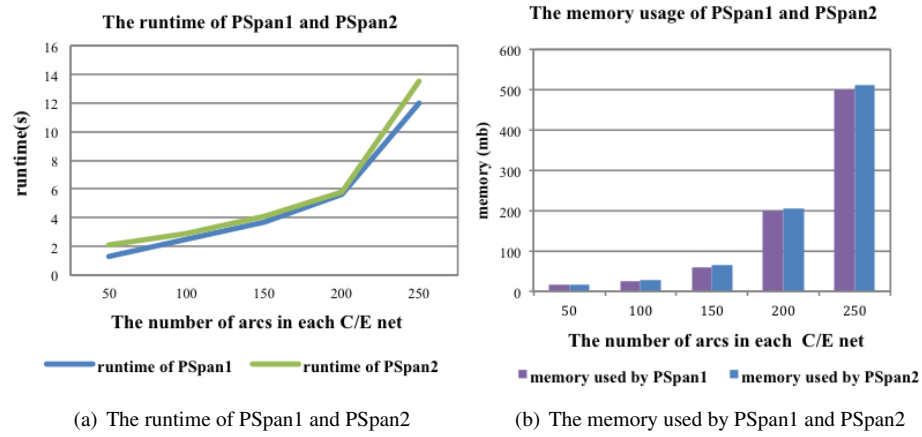 The runtime of PSpan1 and PSpan2
16
14
12
10
8
6
4
2
0
runtime(s)
50 100 150 200 250
The number of arcs in each C/E net
runtime of PSpan1 runtime of PSpan2
(a) The runtime of PSpan1 and PSpan2
The memory usage of PSpan1 and PSpan2
600
500
400
300
200
100
0
memory (mb)
50 100 150 200 250
The number of arcs in each C/E net
memory used by PSpan1 memory used by PSpan2
(b) The memory used by PSpan1 and PSpan2